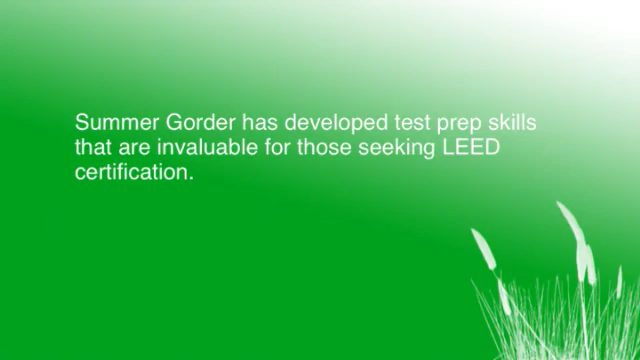 Summer Gorder has developed test prep skills
that are invaluable for those seeking LEED
certification.